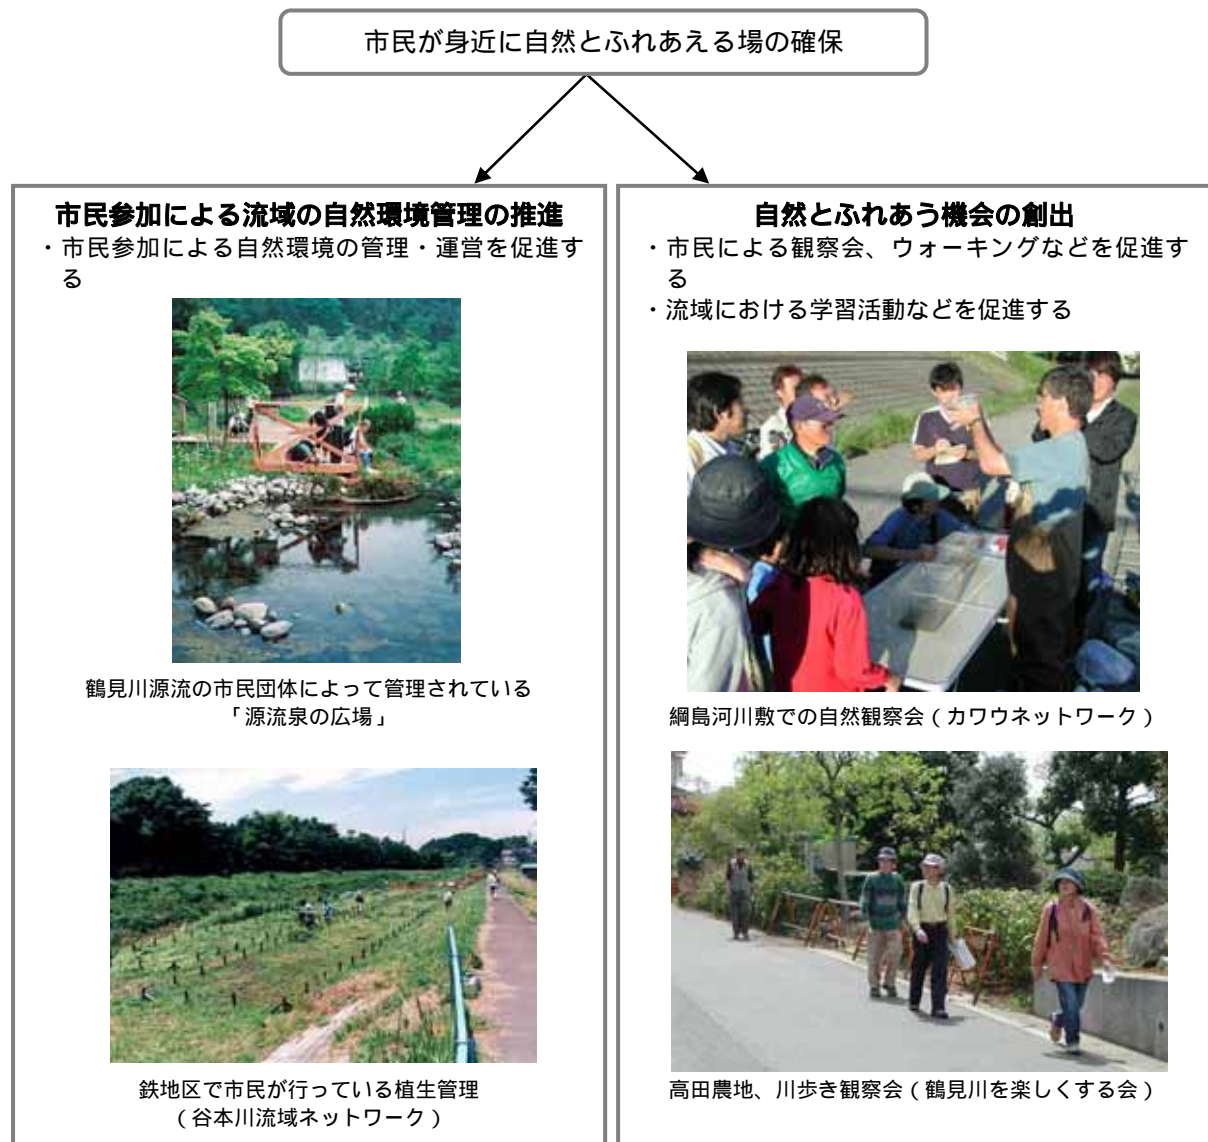 市民が身近に自然とふれあえる場の確保
市民参加による流域の自然環境管理の推進
・市民参加による自然環境の管理・運営を促進す
る
鶴見川源流の市民団体によって管理されている
「源流泉の広場」
鉄地区で市民が行っている植生管理
(谷本川流域ネットワーク)
自然とふれあう機会の創出
・市民による観察会、ウォーキングなどを促進す
る
・流域における学習活動などを促進する
綱島河川敷での自然観察会(カワウネットワーク)
高田農地、川歩き観察会(鶴見川を楽しくする会)